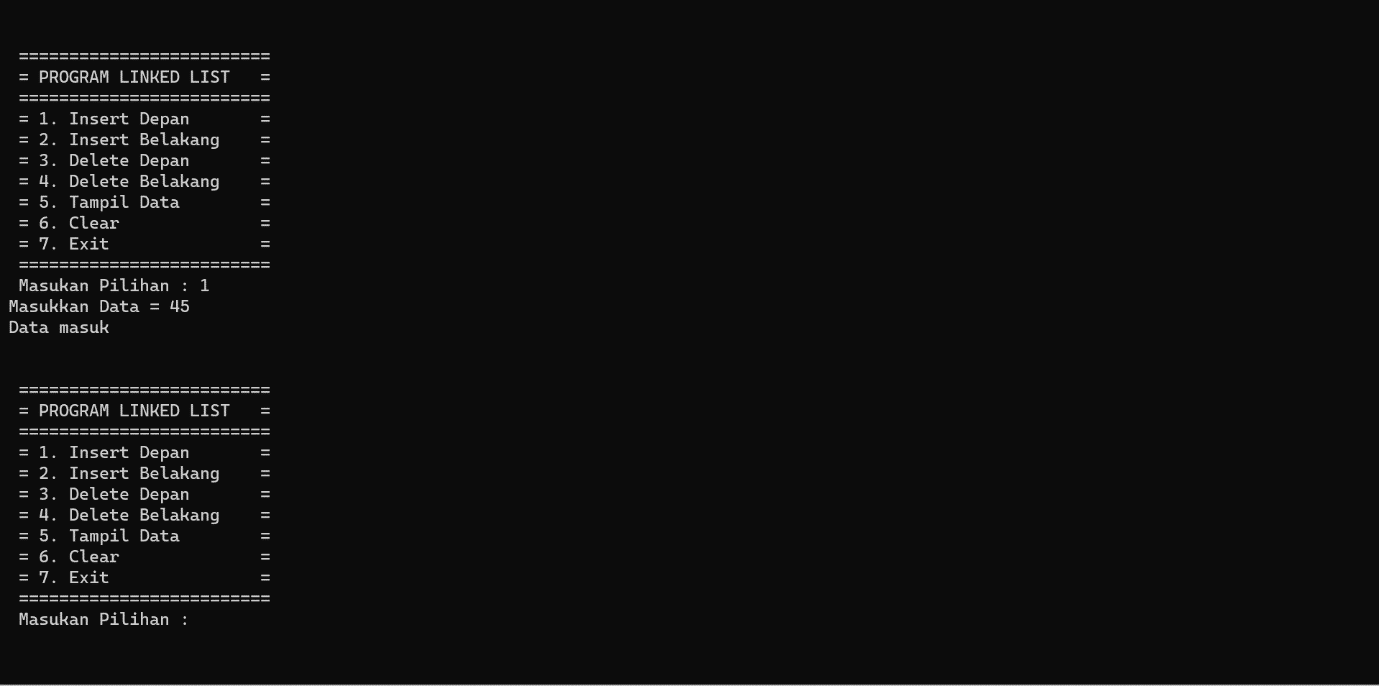 =========================
= PROGRAM LINKED LIST   =
=========================
= 1. Insert Depan       =
= 2. Insert Belakang    =
= 3. Delete Depan       =
= 4. Delete Belakang    =
= 5. Tampil Data        =
= 6. Clear              =
= 7. Exit               =
=========================
Masukan Pilihan : 1
Masukkan Data = 45
Data masuk
=========================
= PROGRAM LINKED LIST   =
=========================
= 1. Insert Depan       =
= 2. Insert Belakang    =
= 3. Delete Depan       =
= 4. Delete Belakang    =
= 5. Tampil Data        =
= 6. Clear              =
= 7. Exit               =
=========================
Masukan Pilihan :